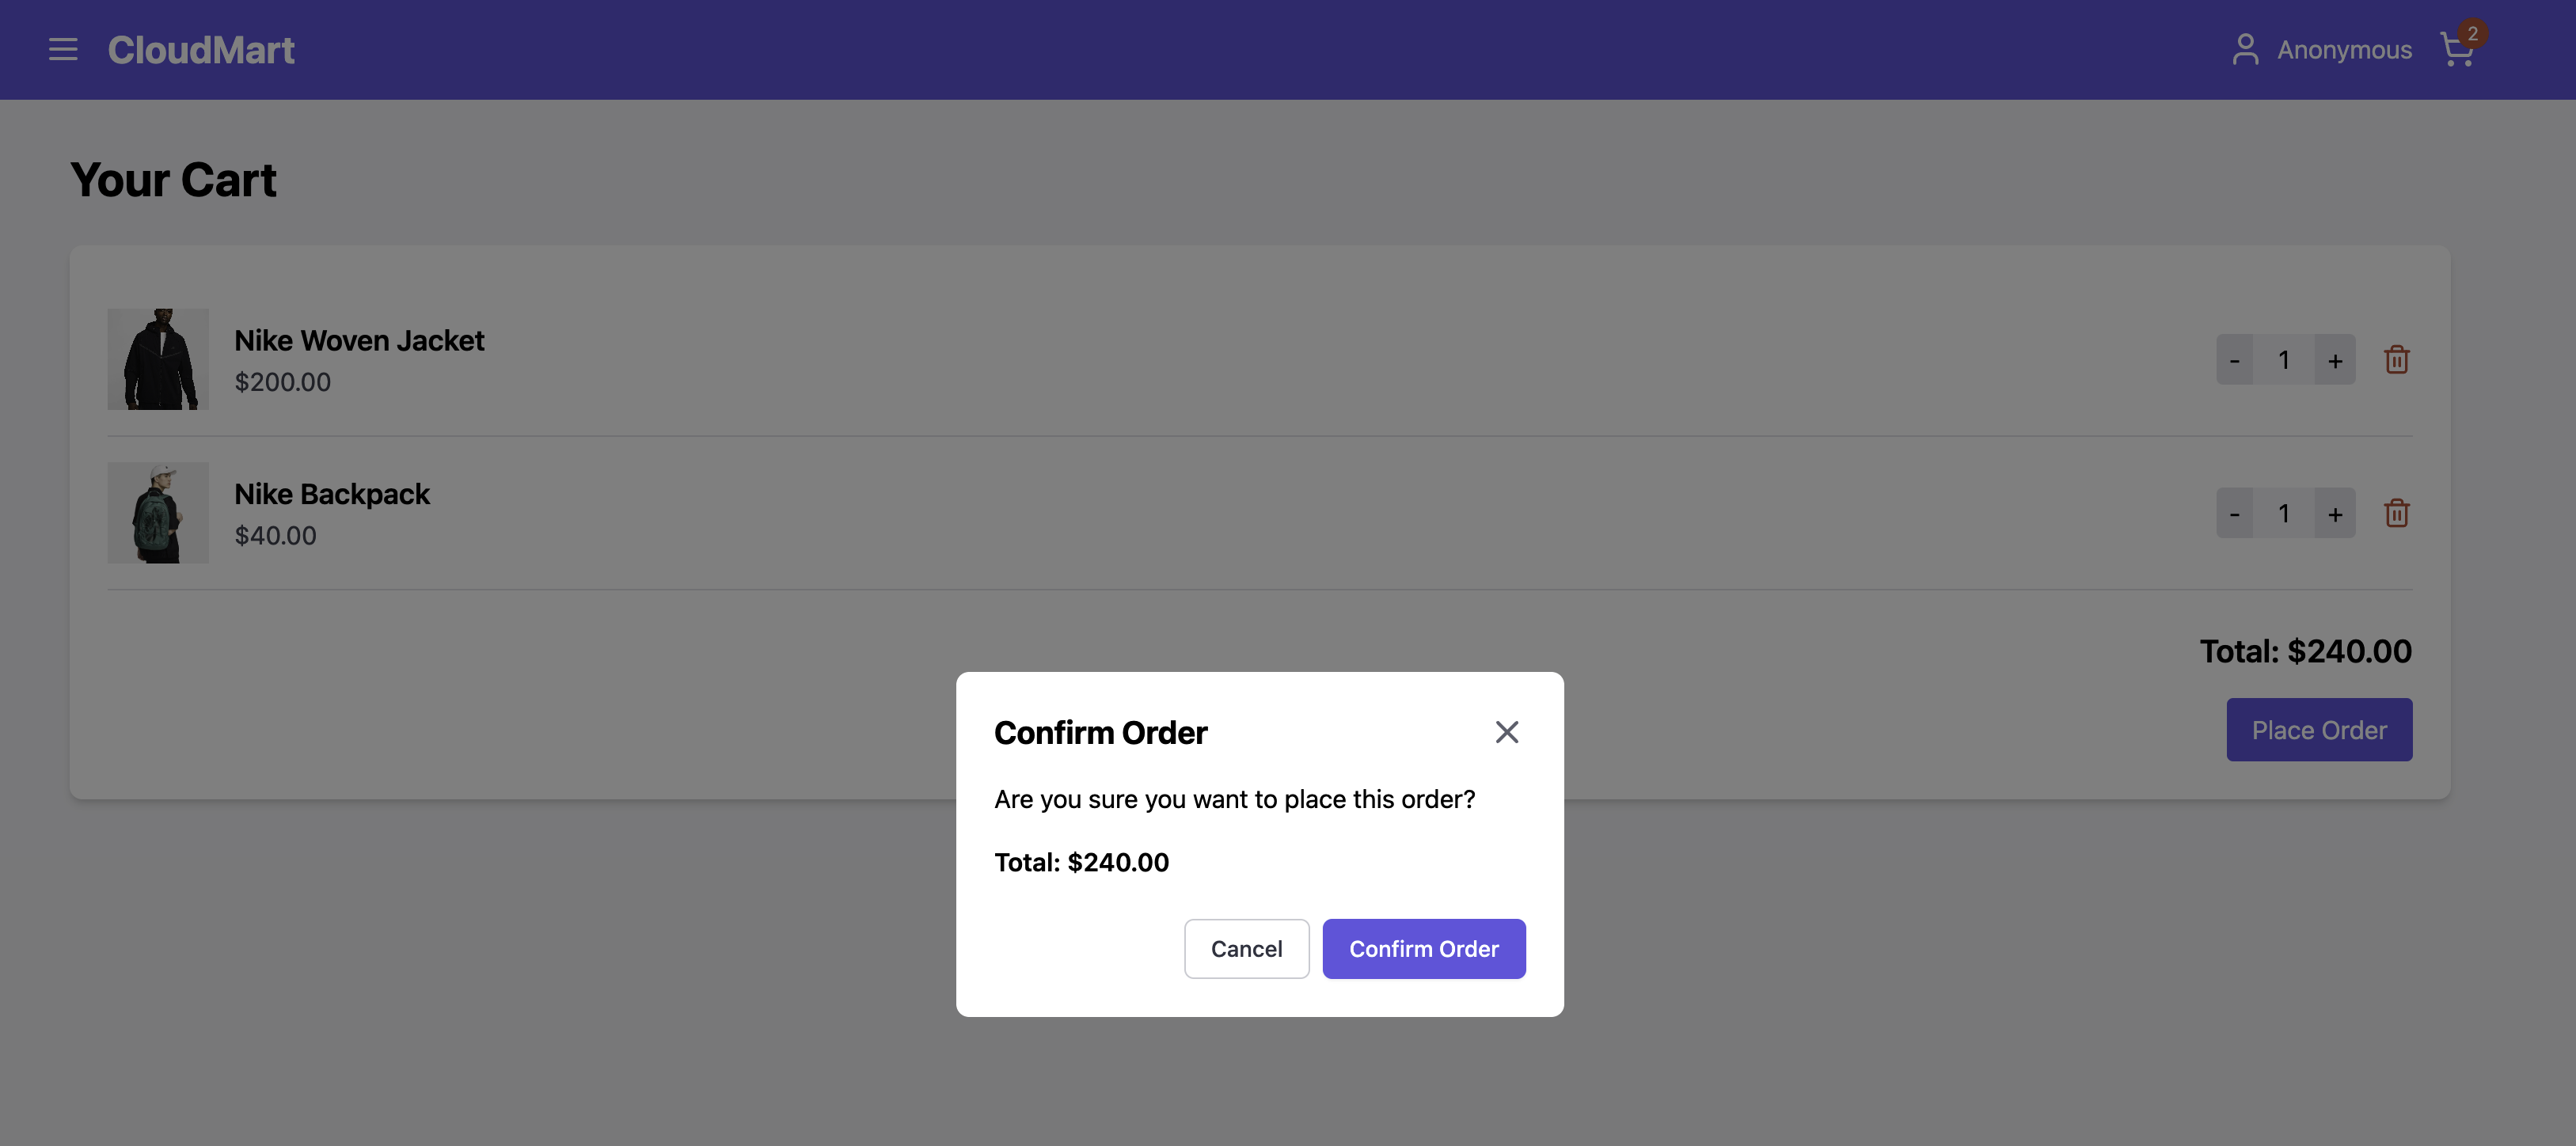 CloudMart
Anonymous
2
Your Cart
Nike Woven Jacket
$200.00
- 1 +
Nike Backpack
$40.00
- 1 +
Total: $240.00
Place Order
Confirm Order
Are you sure you want to place this order?
Total: $240.00
Cancel
Confirm Order